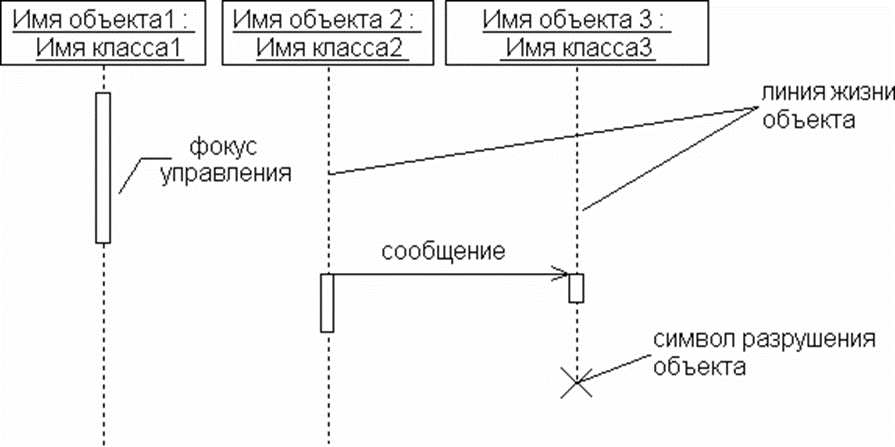 Имя объекта1 :
Имя класса1
Имя объекта 2 :
Имя класса2
Имя объекта 3 :
Имя класса3
линия жизни
объекта
фокус
управления
сообщение
символ разрушения
объекта